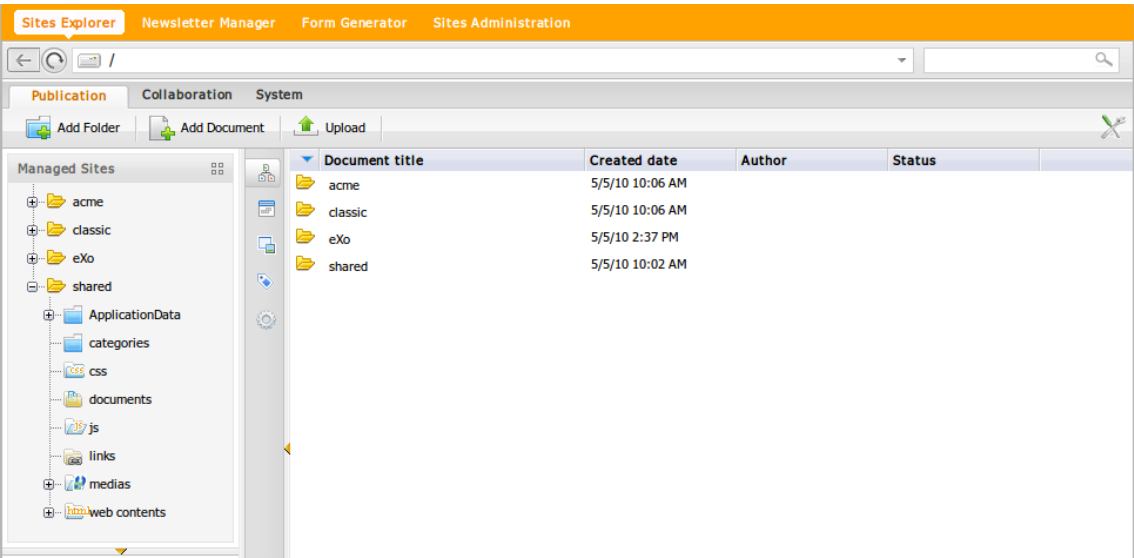 Sites Explorer Newsletter Manager Form Generator Sites Administration
/
Publication Collaboration System
Add Folder Add Document Upload
Managed Sites
acme
classic
eXo
shared
ApplicationData
categories
css css
documents
js js
links
medias
html web contents
Document title Created date Author Status
acme 5/5/10 10:06 AM
classic 5/5/10 10:06 AM
eXo 5/5/10 2:37 PM
shared 5/5/10 10:02 AM